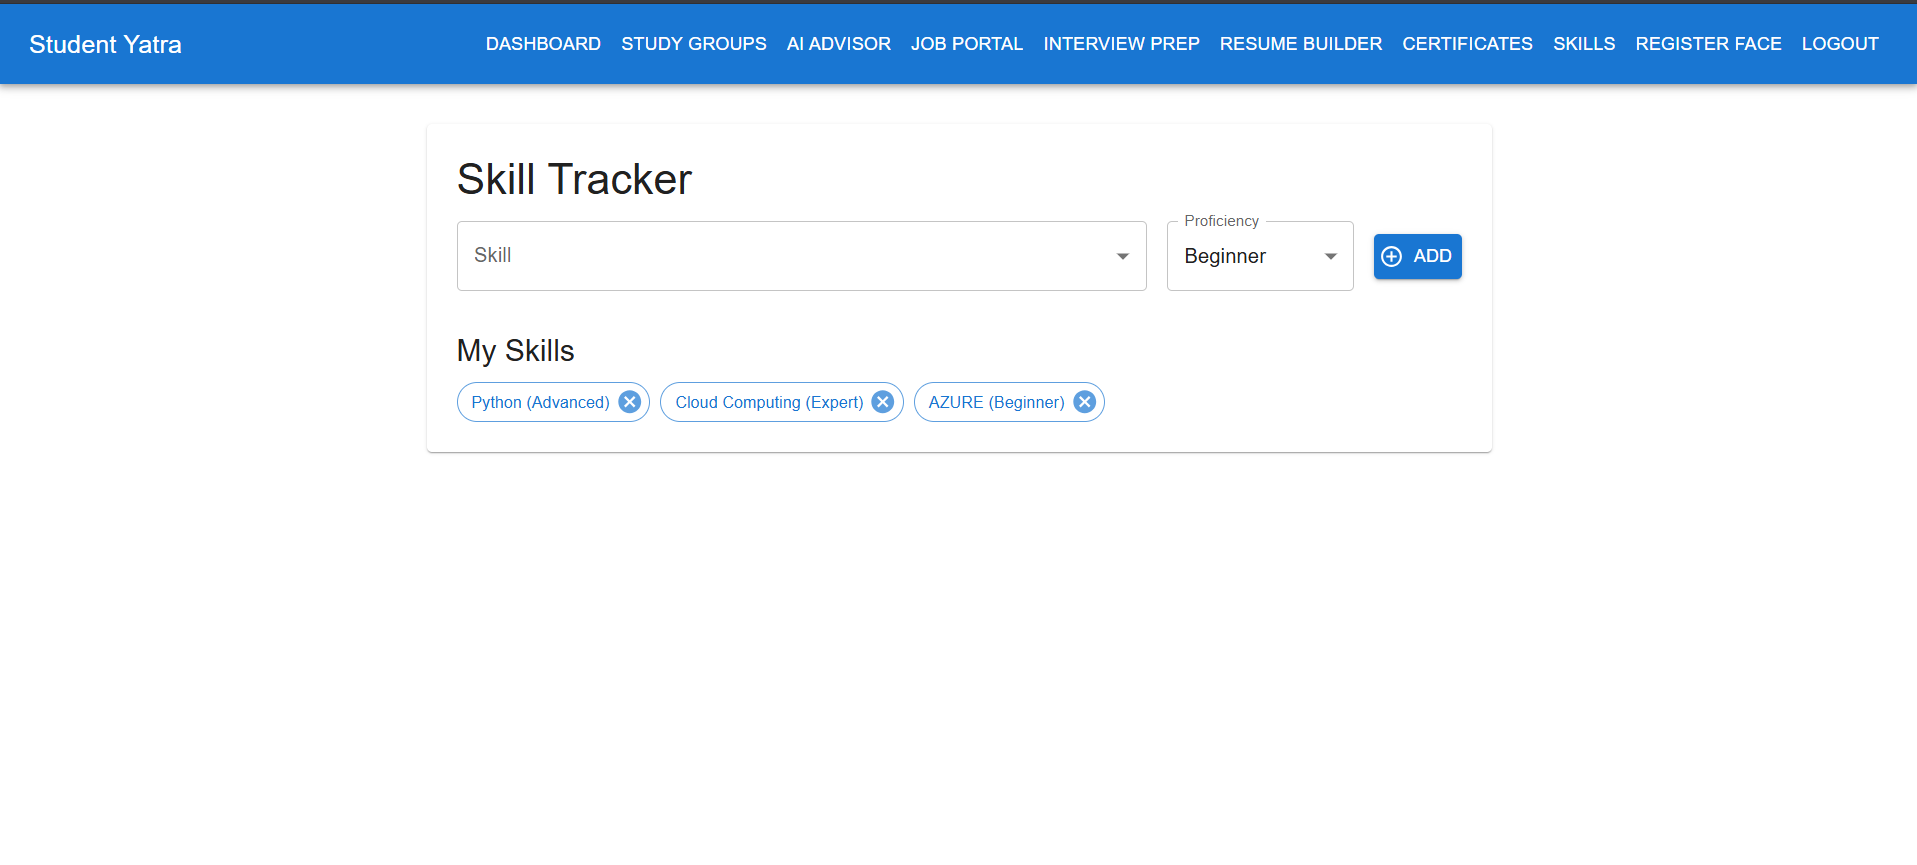 Student Yatra DASHBOARD STUDY GROUPS AI ADVISOR JOB PORTAL INTERVIEW PREP RESUME BUILDER CERTIFICATES SKILLS REGISTER FACE LOGOUT
Skill Tracker
Proficiency
Skill Beginner ADD
My Skills
Python (Advanced) Cloud Computing (Expert) AZURE (Beginner)